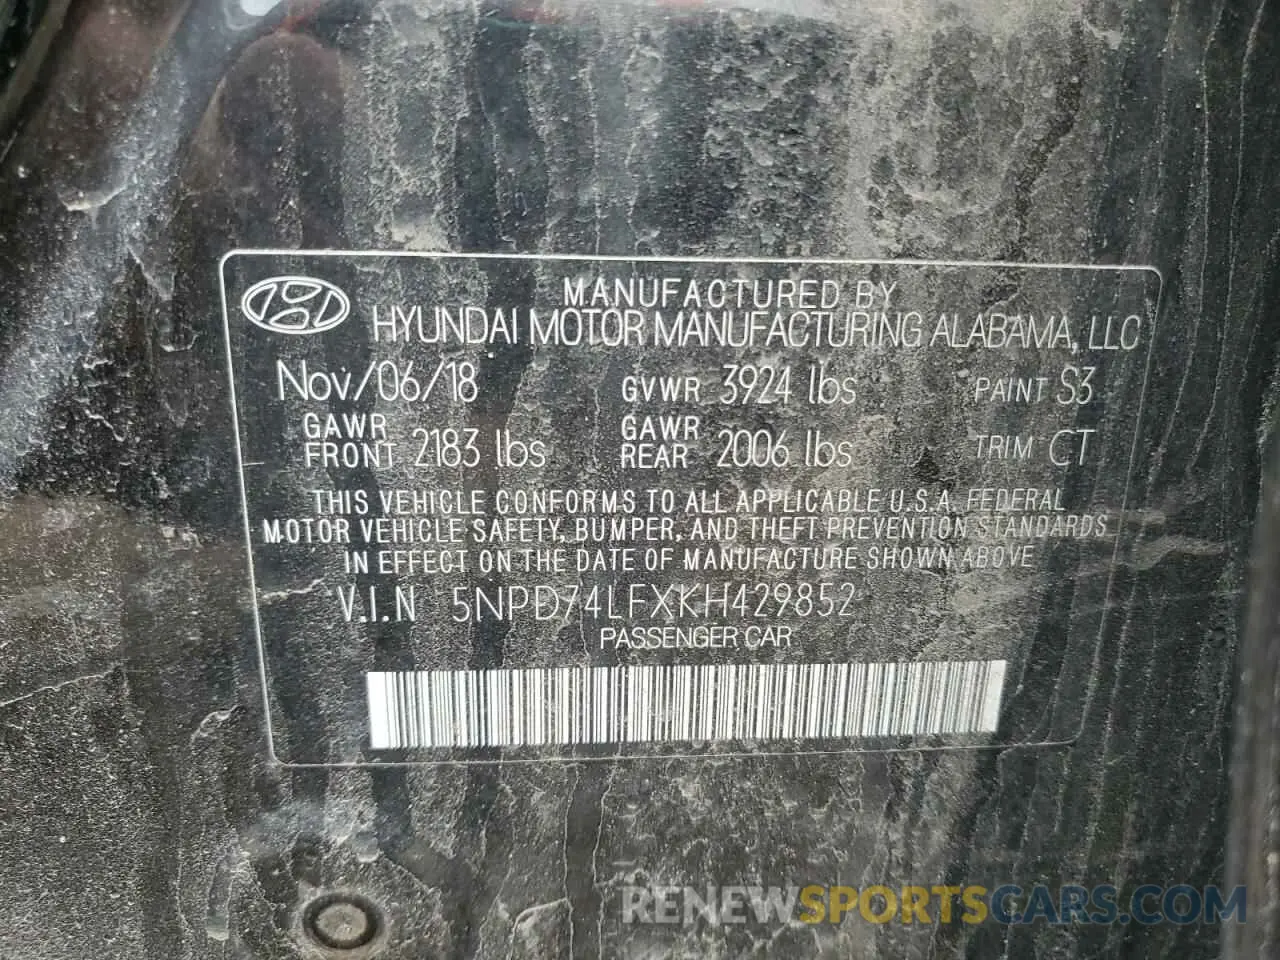 MANUFACTURED BY
HYUNDAI MOTOR MANUFACTURING ALABAMA, LLC
Nov/06/18 GVWR 3924 lbs PAINT S3
GAWR FRONT 2183 lbs GAWR REAR 2006 lbs TRIM CT
THIS VEHICLE CONFORMS TO ALL APPLICABLE U.S.A. FEDERAL
MOTOR VEHICLE SAFETY, BUMPER, AND THEFT PREVENTION STANDARDS
IN EFFECT ON THE DATE OF MANUFACTURE SHOWN ABOVE
V.I.N 5NPD74LFXKH429852
PASSENGER CAR
RENEWSPORTSCARS.COM